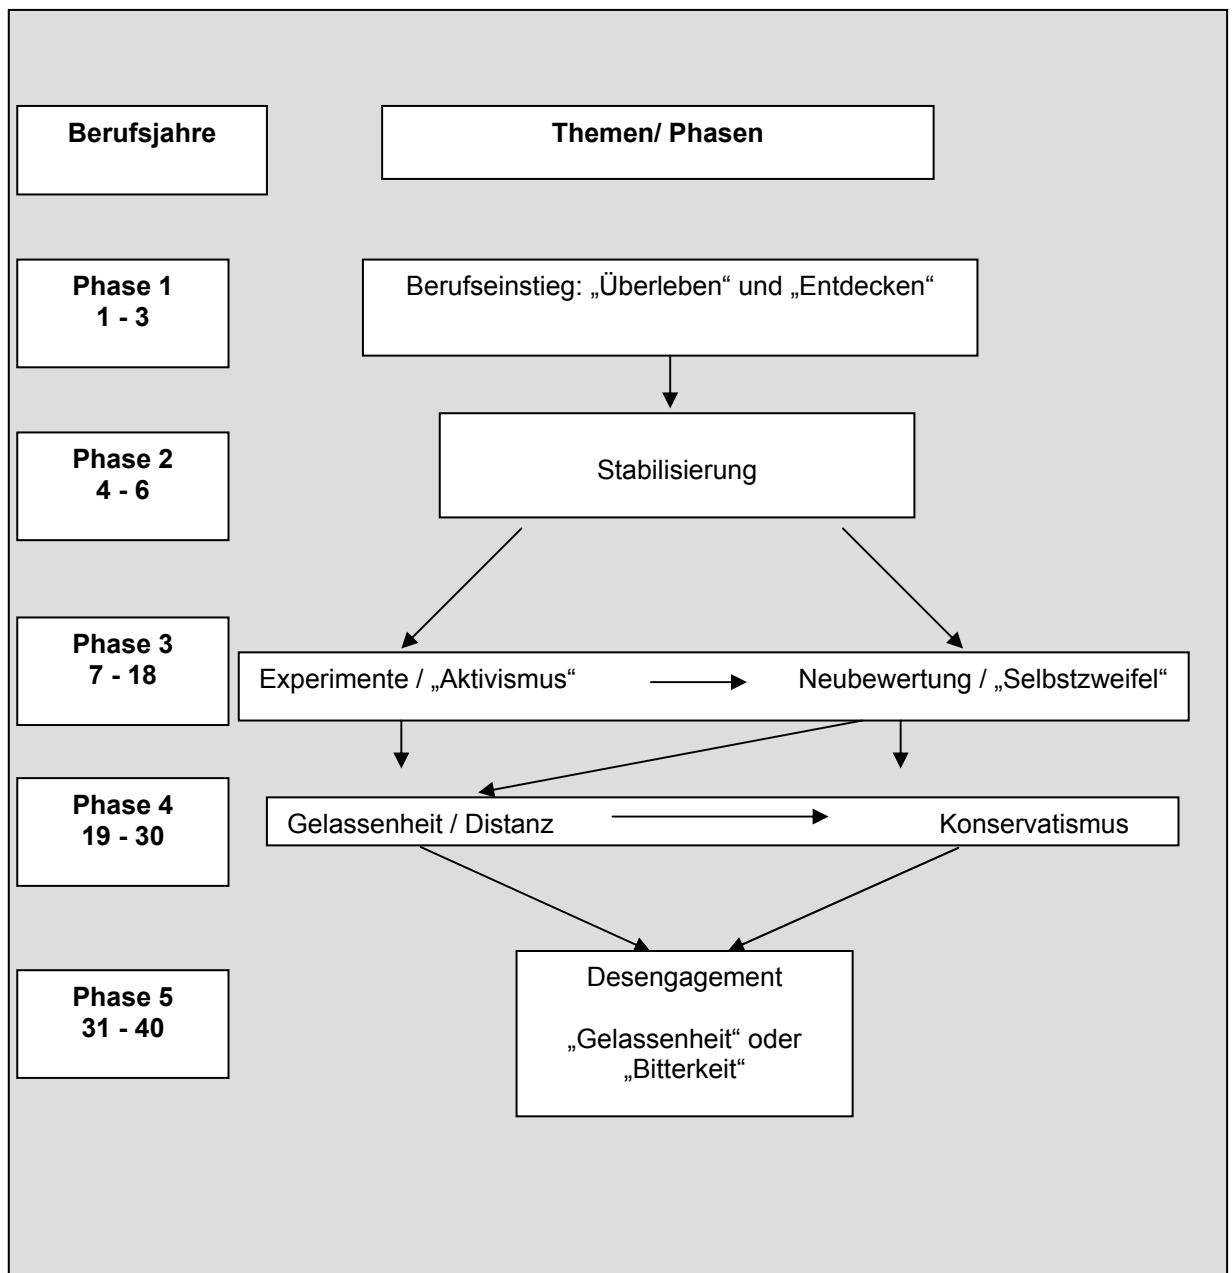 Berufsjahre
Themen/ Phasen
Phase 1
1 - 3
Berufseinstieg: „Überleben“ und „Entdecken“
Phase 2
4 - 6
Stabilisierung
Phase 3
7 - 18
Experimente / „Aktivismus“
Neubewertung / „Selbstzweifel“
Phase 4
19 - 30
Gelassenheit / Distanz
Konservatismus
Phase 5
31 - 40
Desengagement
„Gelassenheit“ oder
„Bitterkeit“